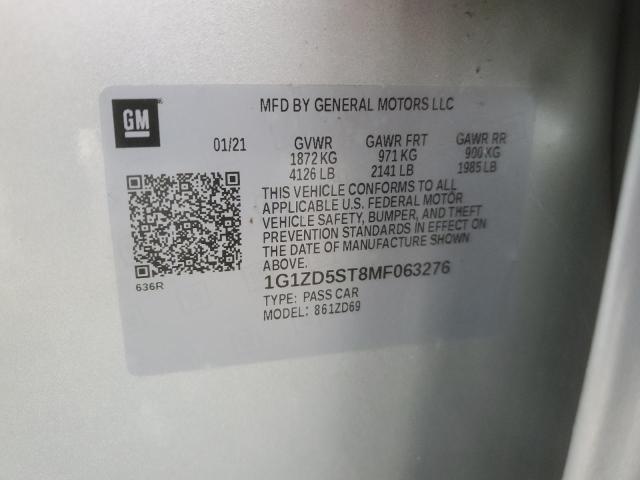 GM
MFD BY GENERAL MOTORS LLC
01/21 GVWR GAWR FRT GAWR RR
1872 KG 971 KG 900 KG
4126 LB 2141 LB 1985 LB
THIS VEHICLE CONFORMS TO ALL
APPLICABLE U.S. FEDERAL MOTOR
VEHICLE SAFETY, BUMPER, AND THEFT
PREVENTION STANDARDS IN EFFECT ON
THE DATE OF MANUFACTURE SHOWN
ABOVE.
636R
1G1ZD5ST8MF063276
TYPE: PASS CAR
MODEL: 861ZD69